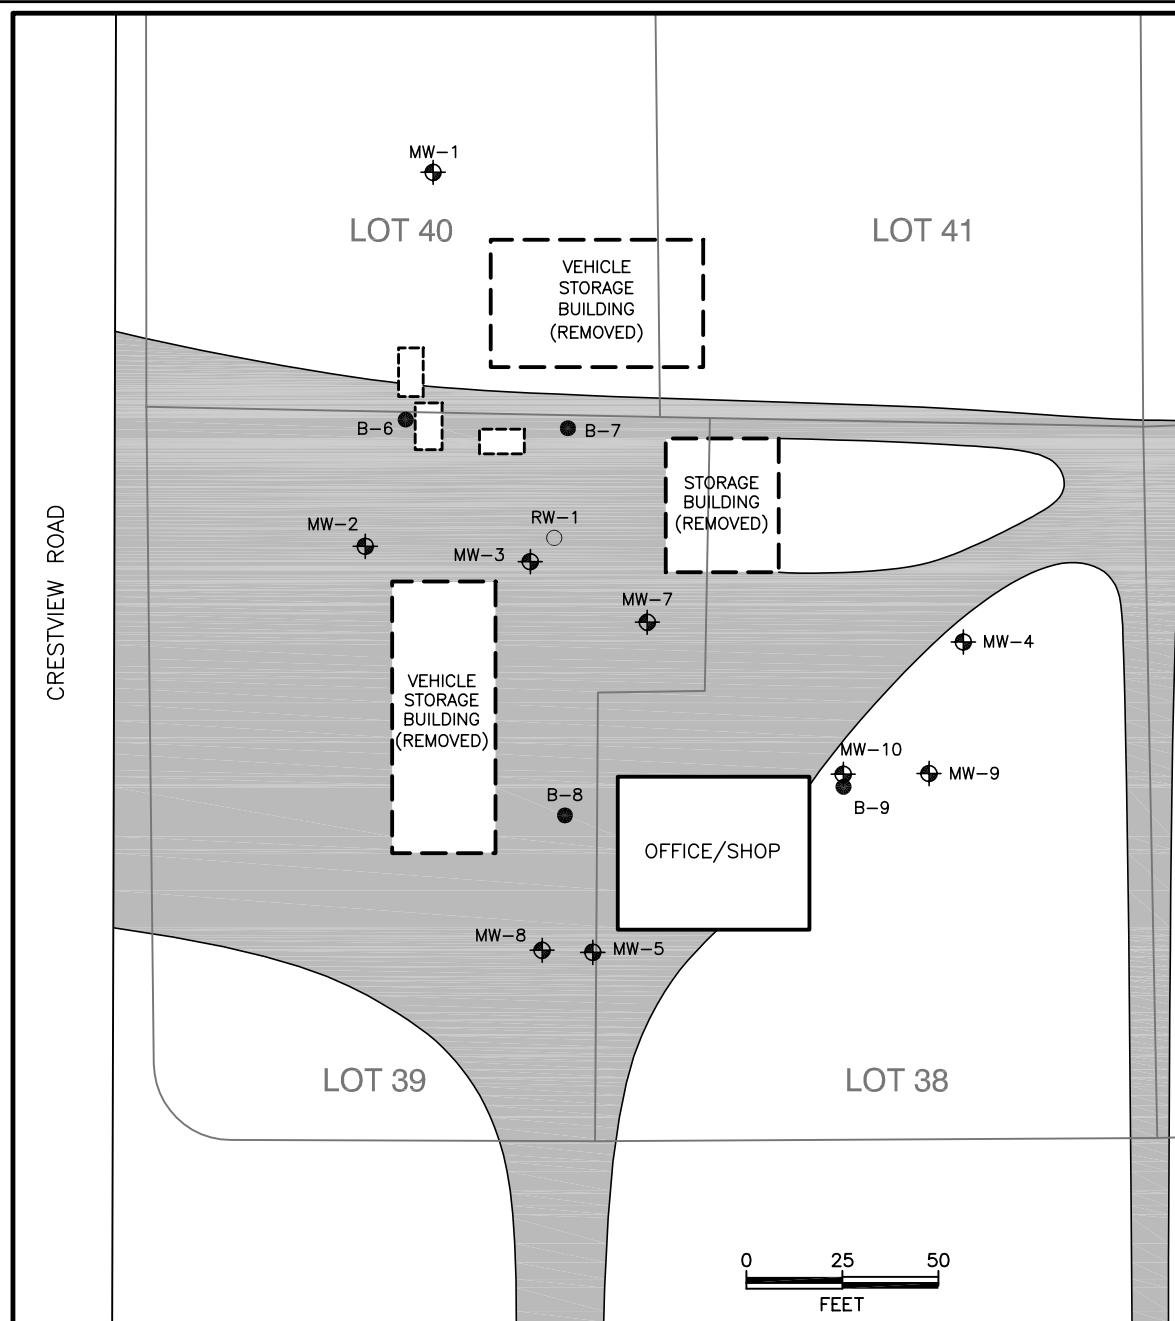 MW-1
LOT 40
LOT 41
VEHICLE
STORAGE
BUILDING
(REMOVED)
B-6
B-7
STORAGE
BUILDING
(REMOVED)
CRESTVIEW ROAD
MW-2
RW-1
MW-3
MW-7
MW-4
VEHICLE
STORAGE
BUILDING
(REMOVED)
MW-10
MW-9
B-8
B-9
OFFICE/SHOP
MW-8
MW-5
LOT 39
LOT 38
0 25 50
FEET